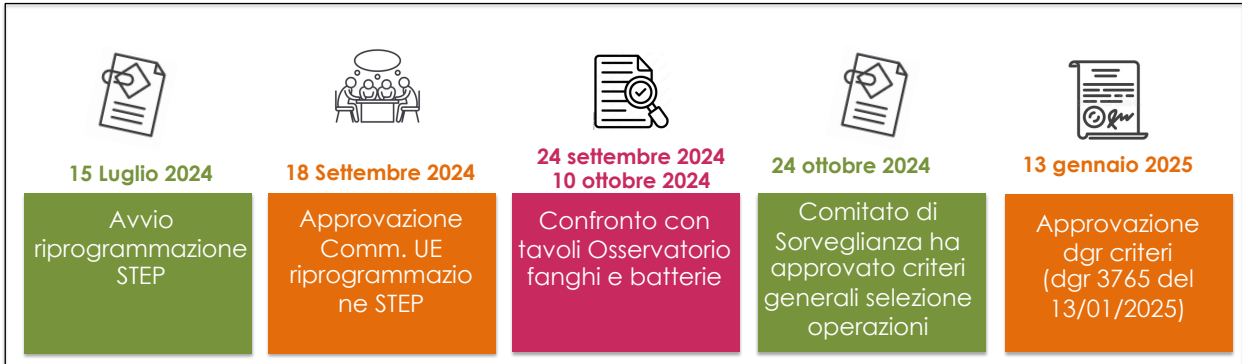 15 Luglio 2024
Avvio
riprogrammazione
STEP
18 Settembre 2024
Approvazione
Comm. UE
riprogrammazio
ne STEP
24 settembre 2024
10 ottobre 2024
Confronto con
tavoli Osservatorio
fanghi e batterie
24 ottobre 2024
Comitato di
Sorveglianza ha
approvato criteri
generali selezione
operazioni
13 gennaio 2025
Approvazione
dgr criteri
(dgr 3765 del
13/01/2025)